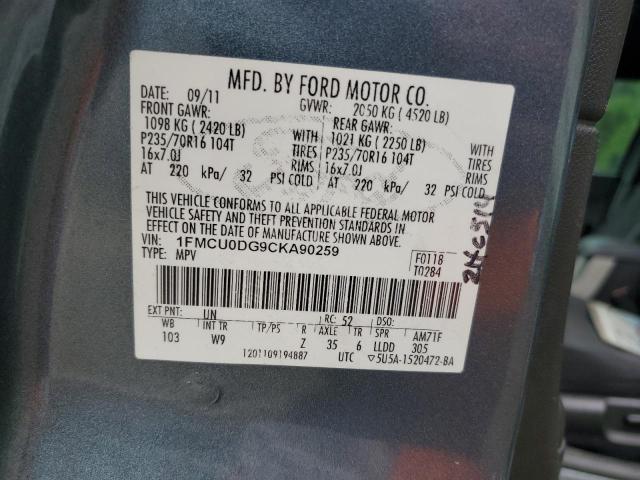 MFD. BY FORD MOTOR CO.
DATE: 09/11 GVWR: 2050 KG (4520 LB)
FRONT GAWR: REAR GAWR:
1098 KG (2420 LB) WITH 1021 KG (2250 LB) WITH
P235/70R16 104T TIRES P235/70R16 104T TIRES
16x7.0J RIMS 16x7.0J RIMS
AT 220 kPa/ 32 PSI COLD AT 220 kPa/ 32 PSI COLD
THIS VEHICLE CONFORMS TO ALL APPLICABLE FEDERAL MOTOR
VEHICLE SAFETY AND THEFT PREVENTION STANDARDS IN EFFECT
ON THE DATE OF MANUFACTURE SHOWN ABOVE.
VIN: 1FMCU0DG9CKA90259 F0118
TYPE: MPV T0284
EXT PNT: UN RC: 52 DSO:
WB INT TR TP/PS R AXLE TR SPR AM71F
103 W9 Z 35 6 LLDD 305
1201109194887 UTC ▽5U5A-1520472-BA